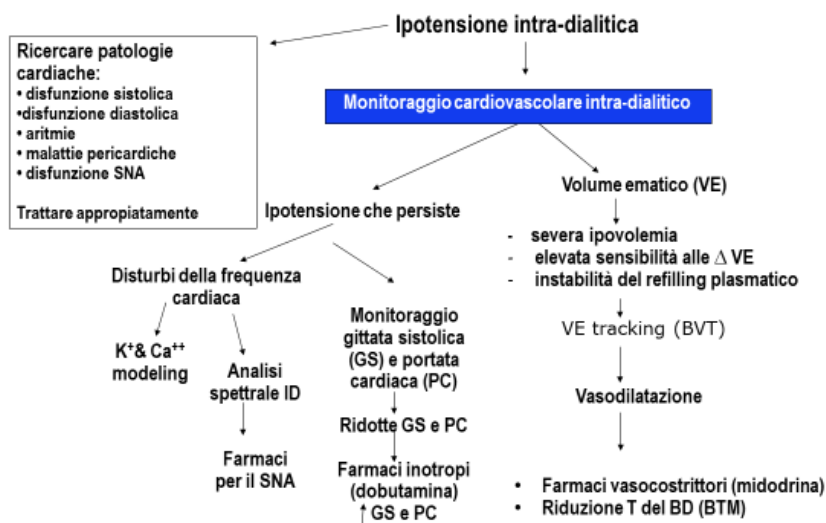 Ipotensione intra-dialitica
Ricercare patologie
cardiache:
• disfunzione sistolica
•disfunzione diastolica
• aritmie
• malattie pericardiche
• disfunzione SNA
Trattare appropiatamente
Monitoraggio cardiovascolare intra-dialitico
Ipotensione che persiste
Volume ematico (VE)
- severa ipovolemia
- elevata sensibilità alle Δ VE
- instabilità del refilling plasmatico
Disturbi della frequenza
cardiaca
K⁺& Ca⁺⁺
modeling
Analisi
spettrale ID
Farmaci
per il SNA
Monitoraggio
gittata sistolica
(GS) e portata
cardiaca (PC)
Ridotte GS e PC
Farmaci inotropi
(dobutamina)
↑ GS e PC
VE tracking (BVT)
Vasodilatazione
• Farmaci vasocostrittori (midodrina)
• Riduzione T del BD (BTM)